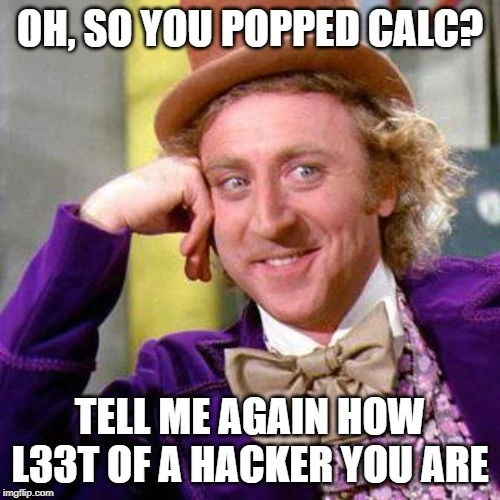 OH, SO YOU POPPED CALC?
TELL ME AGAIN HOW
L33T OF A HACKER YOU ARE
imgflip.com